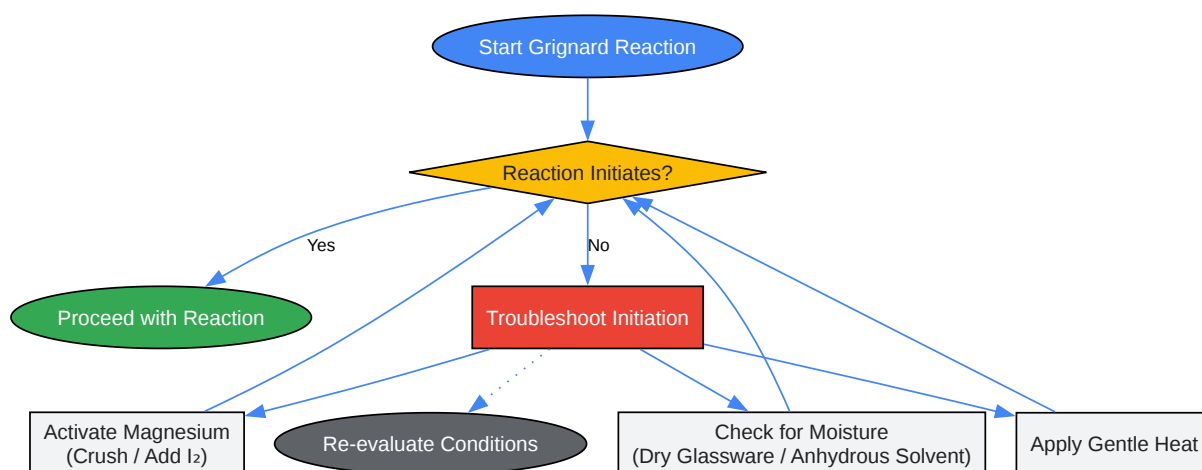 Start Grignard Reaction
Reaction Initiates?
Yes
No
Proceed with Reaction
Troubleshoot Initiation
Activate Magnesium
(Crush / Add I₂)
Re-evaluate Conditions
Check for Moisture
(Dry Glassware / Anhydrous Solvent)
Apply Gentle Heat